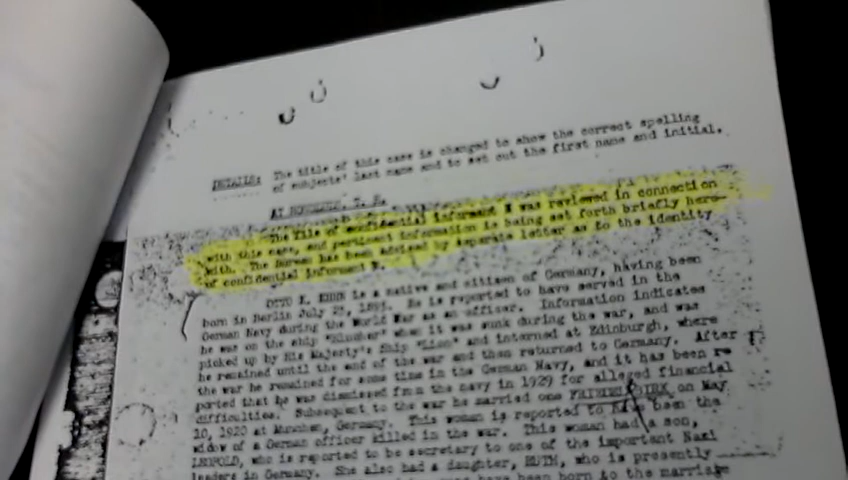 DETAILS: The title of this case is changed to show the correct spelling
of subjects' last name and to set out the first name and initial.
AT HONOLULU, T. H.
The file of confidential informant was reviewed in connection
with this case, and pertinent information is being set forth briefly here-
with. The Bureau has been advised by separate letter as to the identity
of confidential informant
OTTO is a native and citizen of Germany, having been
born in Berlin July He is reported to have served in the
German Navy during the World War as an officer. Information indicates
he was on the ship "Blucher" when it was sunk during the war, and was
picked up by His Majesty's Ship "Lion" and interned at Edinburgh, where
he remained until the end of the war and then returned to Germany. After
the war he remained for some time in the German Navy, and it has been re
ported that he was dismissed from the navy in 1929 for alleged financial
difficulties. Subsequent to the war he married one on May
10, 1920 at Germany. This woman is reported to have been the
widow of a German officer killed in the war. This woman had a son,
LEOPOLD, who is reported to be secretary to one of the important Nazi
leaders in Germany. She also had a daughter, RUTH, who is presently
have been born to the marriage